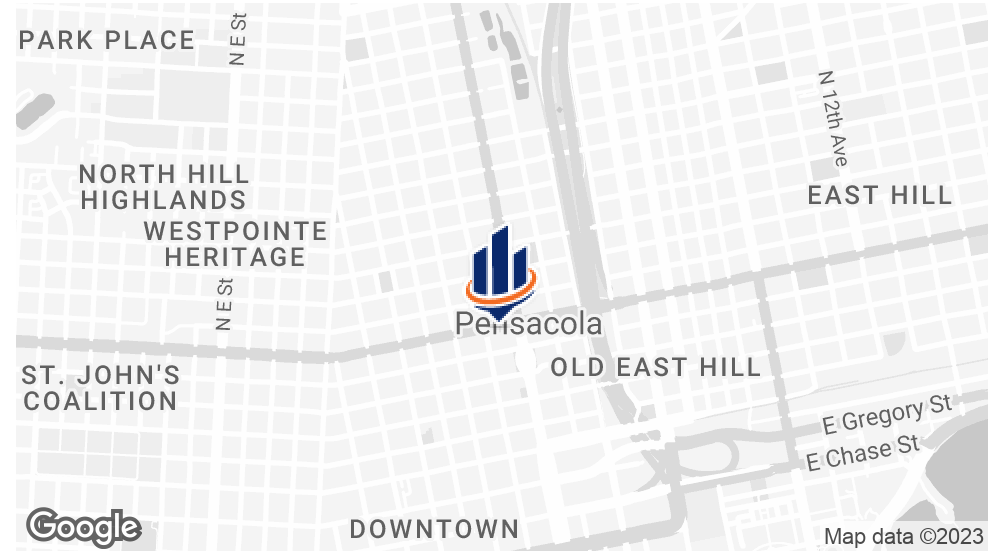 PARK PLACE
N E St
N 12th Ave
NORTH HILL
HIGHLANDS
EAST HILL
WESTPOINTE
HERITAGE
N E St
Pensacola
OLD EAST HILL
ST. JOHN'S
COALITION
E Gregory St
E Chase St
DOWNTOWN
Google
Map data ©2023